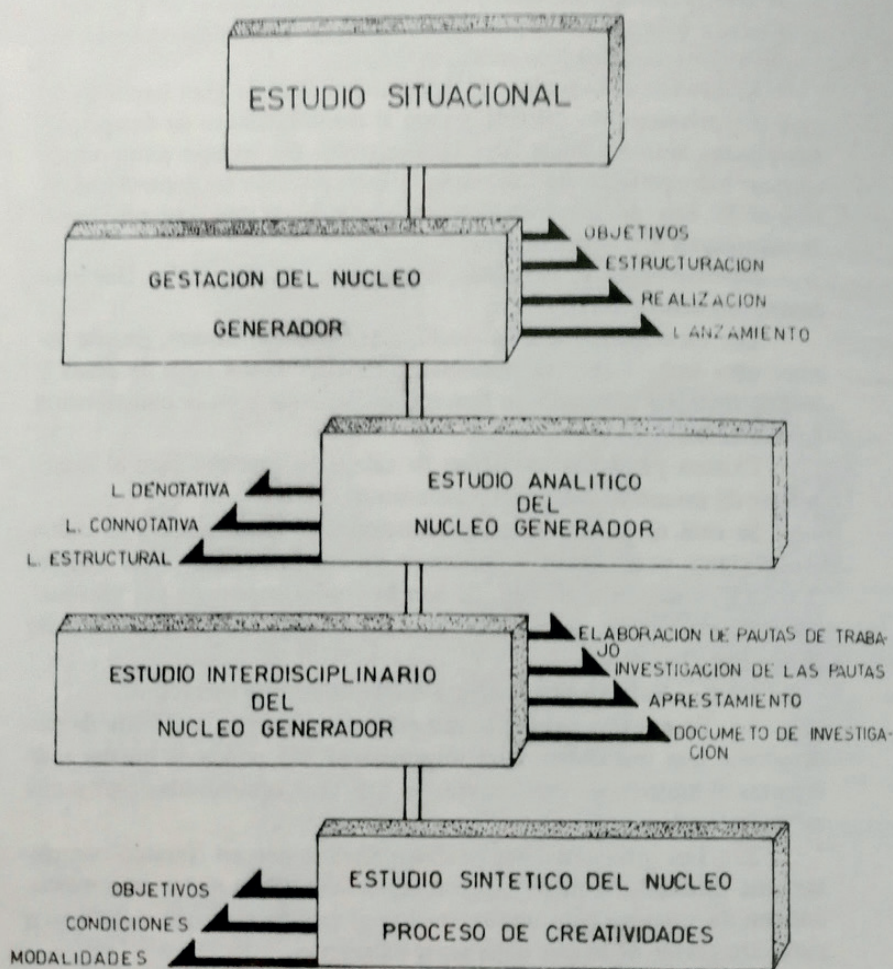 ESTUDIO SITUACIONAL
GESTACION DEL NUCLEO
GENERADOR
OBJETIVOS
ESTRUCTURACION
REALIZACION
LANZAMIENTO
ESTUDIO ANALITICO
DEL
NUCLEO GENERADOR
L. DENOTATIVA
L. CONNOTATIVA
L. ESTRUCTURAL
ESTUDIO INTERDISCIPLINARIO
DEL
NUCLEO GENERADOR
ELABORACION DE PAUTAS DE TRABA-
JO
INVESTIGACION DE LAS PAUTAS
APRESTAMIENTO
DOCUMETO DE INVESTIGA-
CION
ESTUDIO SINTETICO DEL NUCLEO
PROCESO DE CREATIVIDADES
OBJETIVOS
CONDICIONES
MODALIDADES